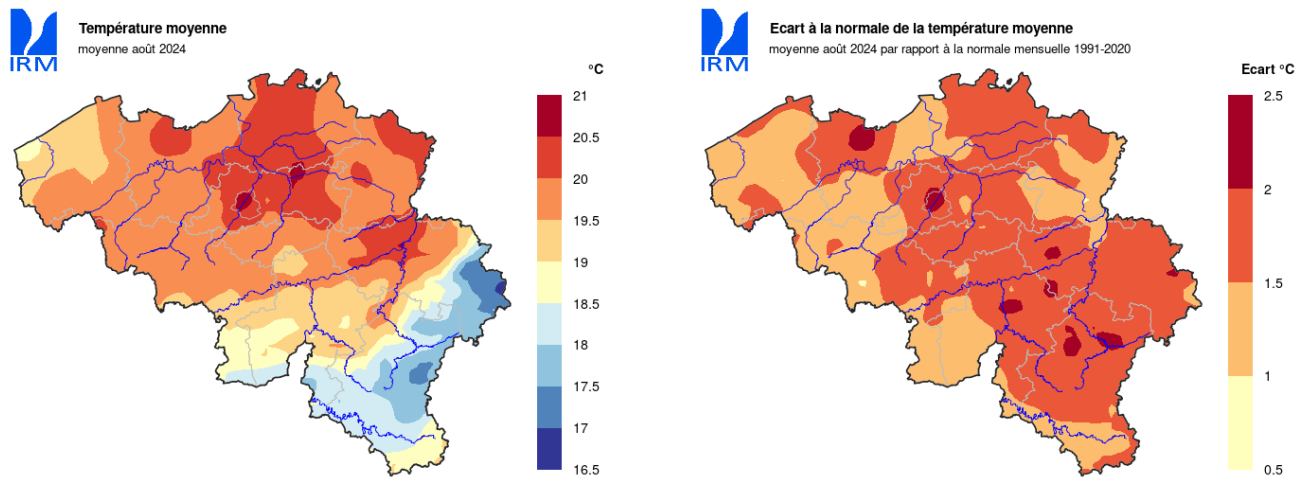 IRM
Température moyenne
moyenne août 2024
°C
21
20.5
20
19.5
19
18.5
18
17.5
17
16.5
IRM
Ecart à la normale de la température moyenne
moyenne août 2024 par rapport à la normale mensuelle 1991-2020
Ecart °C
2.5
2
1.5
1
0.5